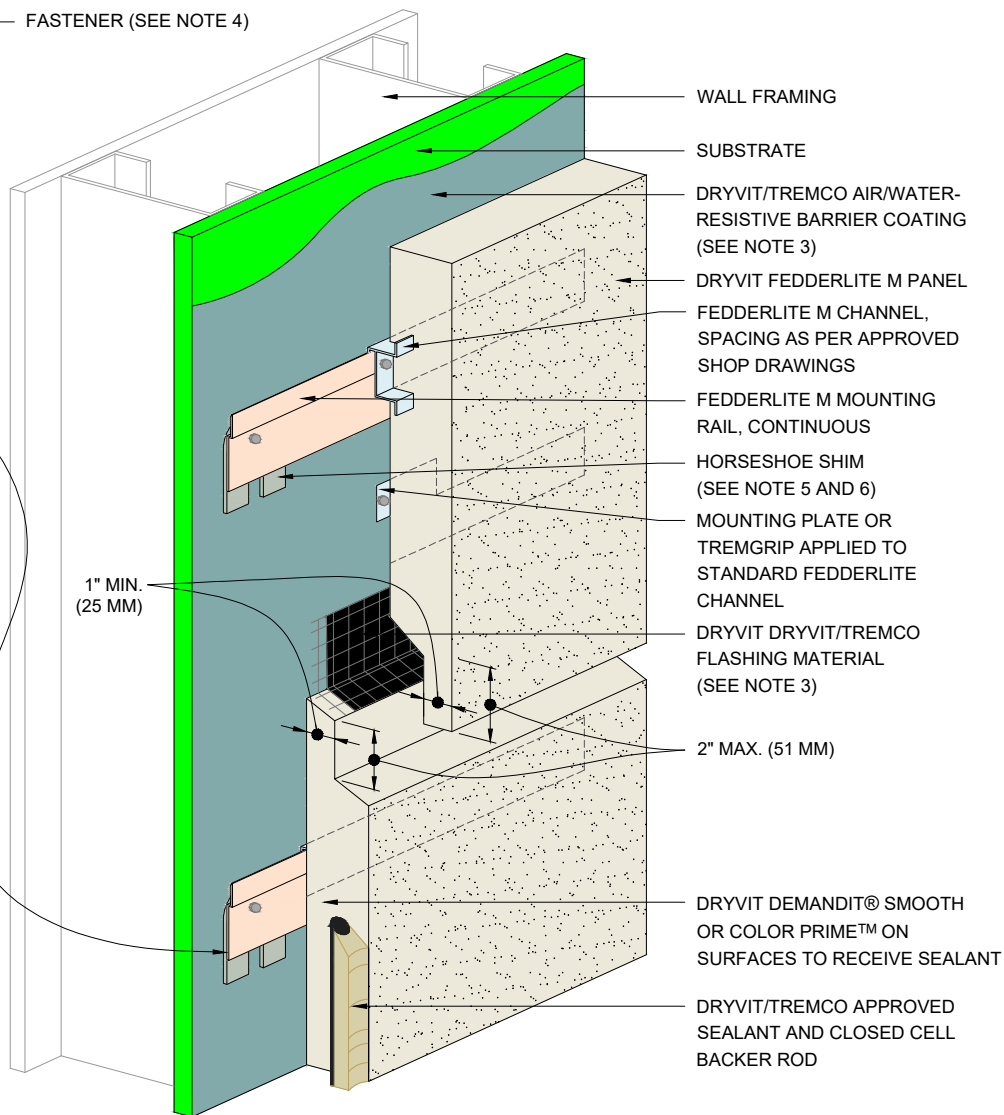 FASTENER (SEE NOTE 4)
WALL FRAMING
SUBSTRATE
DRYVIT/TREMCO AIR/WATER-
RESISTIVE BARRIER COATING
(SEE NOTE 3)
DRYVIT FEDDERLITE M PANEL
FEDDERLITE M CHANNEL,
SPACING AS PER APPROVED
SHOP DRAWINGS
FEDDERLITE M MOUNTING
RAIL, CONTINUOUS
HORSESHOE SHIM
(SEE NOTE 5 AND 6)
MOUNTING PLATE OR
TREMGRIP APPLIED TO
STANDARD FEDDERLITE
CHANNEL
1" MIN.
(25 MM)
DRYVIT DRYVIT/TREMCO
FLASHING MATERIAL
(SEE NOTE 3)
2" MAX. (51 MM)
DRYVIT DEMANDIT® SMOOTH
OR COLOR PRIME™ ON
SURFACES TO RECEIVE SEALANT
DRYVIT/TREMCO APPROVED
SEALANT AND CLOSED CELL
BACKER ROD